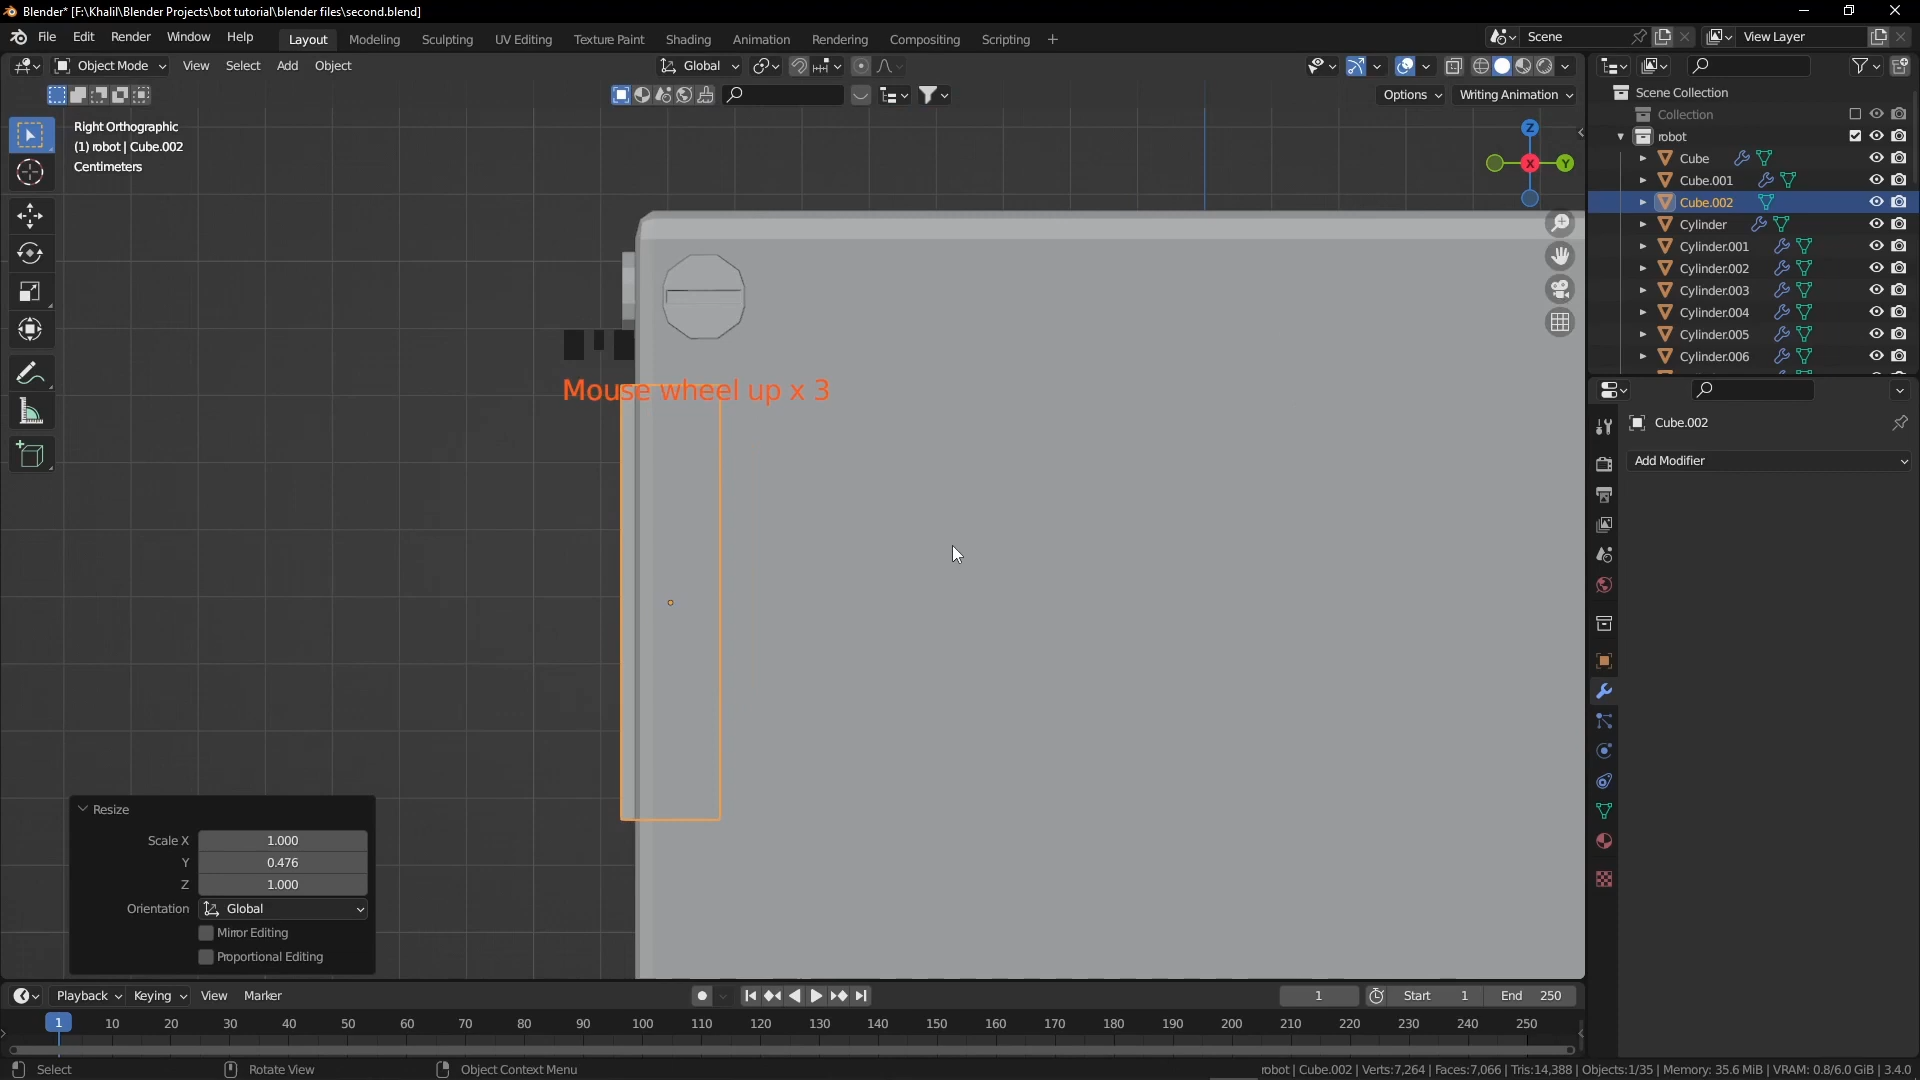 Blender* [F:\Khalil\Blender Projects\bot tutorial\blender files\second.blend]
File Edit Render Window Help Layout Modeling Sculpting UV Editing Texture Paint Shading Animation Rendering Compositing Scripting + Scene View Layer
Object Mode View Select Add Object Global
Options Writing Animation
Right Orthographic
(1) robot | Cube.002
Centimeters
Z
X
Y
Scene Collection
Collection
robot
Cube
Cube.001
Cube.002
Cylinder
Cylinder.001
Cylinder.002
Cylinder.003
Cylinder.004
Cylinder.005
Cylinder.006
Mouse wheel up x 3
Cube.002
Add Modifier
Resize
Scale X 1.000
Y 0.476
Z 1.000
Orientation Global
Mirror Editing
Proportional Editing
Playback Keying View Marker 1 Start 1 End 250
1 10 20 30 40 50 60 70 80 90 100 110 120 130 140 150 160 170 180 190 200 210 220 230 240 250
Select Rotate View Object Context Menu robot | Cube.002 | Verts:7,264 | Faces:7,066 | Tris:14,388 | Objects:1/35 | Memory: 35.6 MiB | VRAM: 0.8/6.0 GiB | 3.4.0